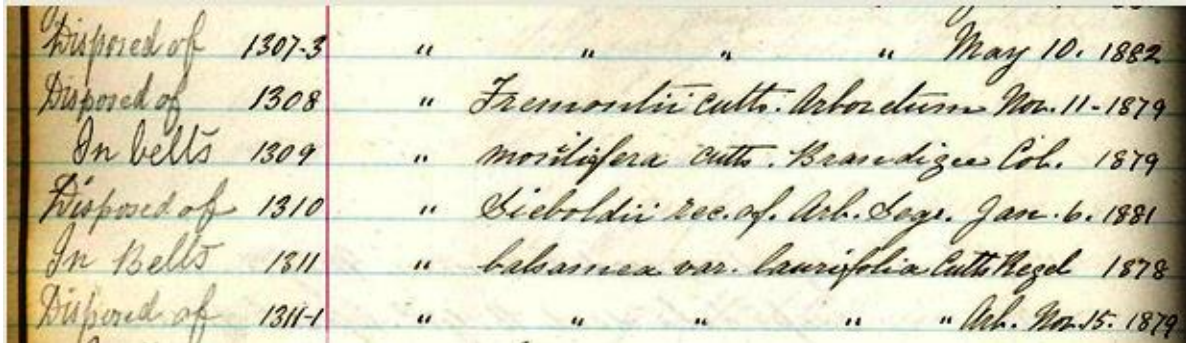 Disposed of 1307-3 " " " " May 10. 1882
Disposed of 1308 " Fremontii cutts. Arboretum Nov. 11-1879
In belts 1309 " monilifera cutts. Brandigee Col. 1879
Disposed of 1310 " Sieboldii rec. of. Arb. Segr. Jan. 6. 1881
In Belts 1311 " balsamea var. laurifolia Cutts Regel 1878
Disposed of 1311-1 " " " " " Arb. Nov. 15. 1879